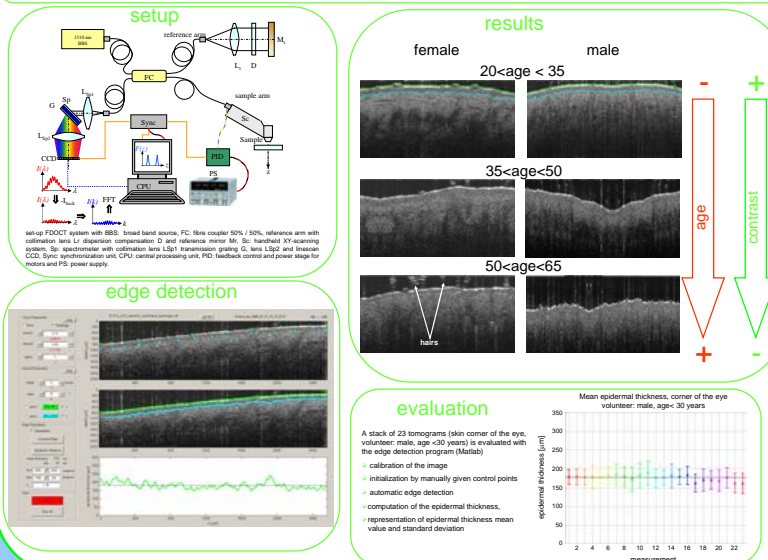 setup
1310 nm
BBS
reference arm
M_r
L_r
D
FC
sample arm
Sc
Sample
z
G
Sp
L_Sp1
L_Sp2
CCD
Sync
PID
PS
CPU
F(z)
z
I(λ)
λ
-I_back
I(λ)
λ
I(k)
k
FFT
set-up FDOCT system with BBS: broad band source, FC: fibre coupler 50% / 50%, reference arm with
collimation lens Lr dispersion compensation D and reference mirror Mr, Sc: handheld XY-scanning
system, Sp: spectrometer with collimation lens LSp1 transmission grating G, lens LSp2 and linescan
CCD, Sync: synchronization unit, CPU: central processing unit, PID: feedback control and power stage for
motors and PS: power supply.
edge detection
results
female male
20<age < 35
35<age<50
50<age<65
hairs
-
age
+
+
contrast
-
evaluation
A stack of 23 tomograms (skin corner of the eye,
volunteer: male, age <30 years) is evaluated with
the edge detection program (Matlab)
➢ calibration of the image
➢ initialization by manually given control points
➢ automatic edge detection
➢computation of the epidermal thickness,
➢representation of epidermal thickness mean
value and standard deviation
Mean epidermal thickness, corner of the eye
volunteer: male, age< 30 years
epidermal thickness [µm]
350
300
250
200
150
100
50
0
2 4 6 8 10 12 14 16 18 20 22
measurement